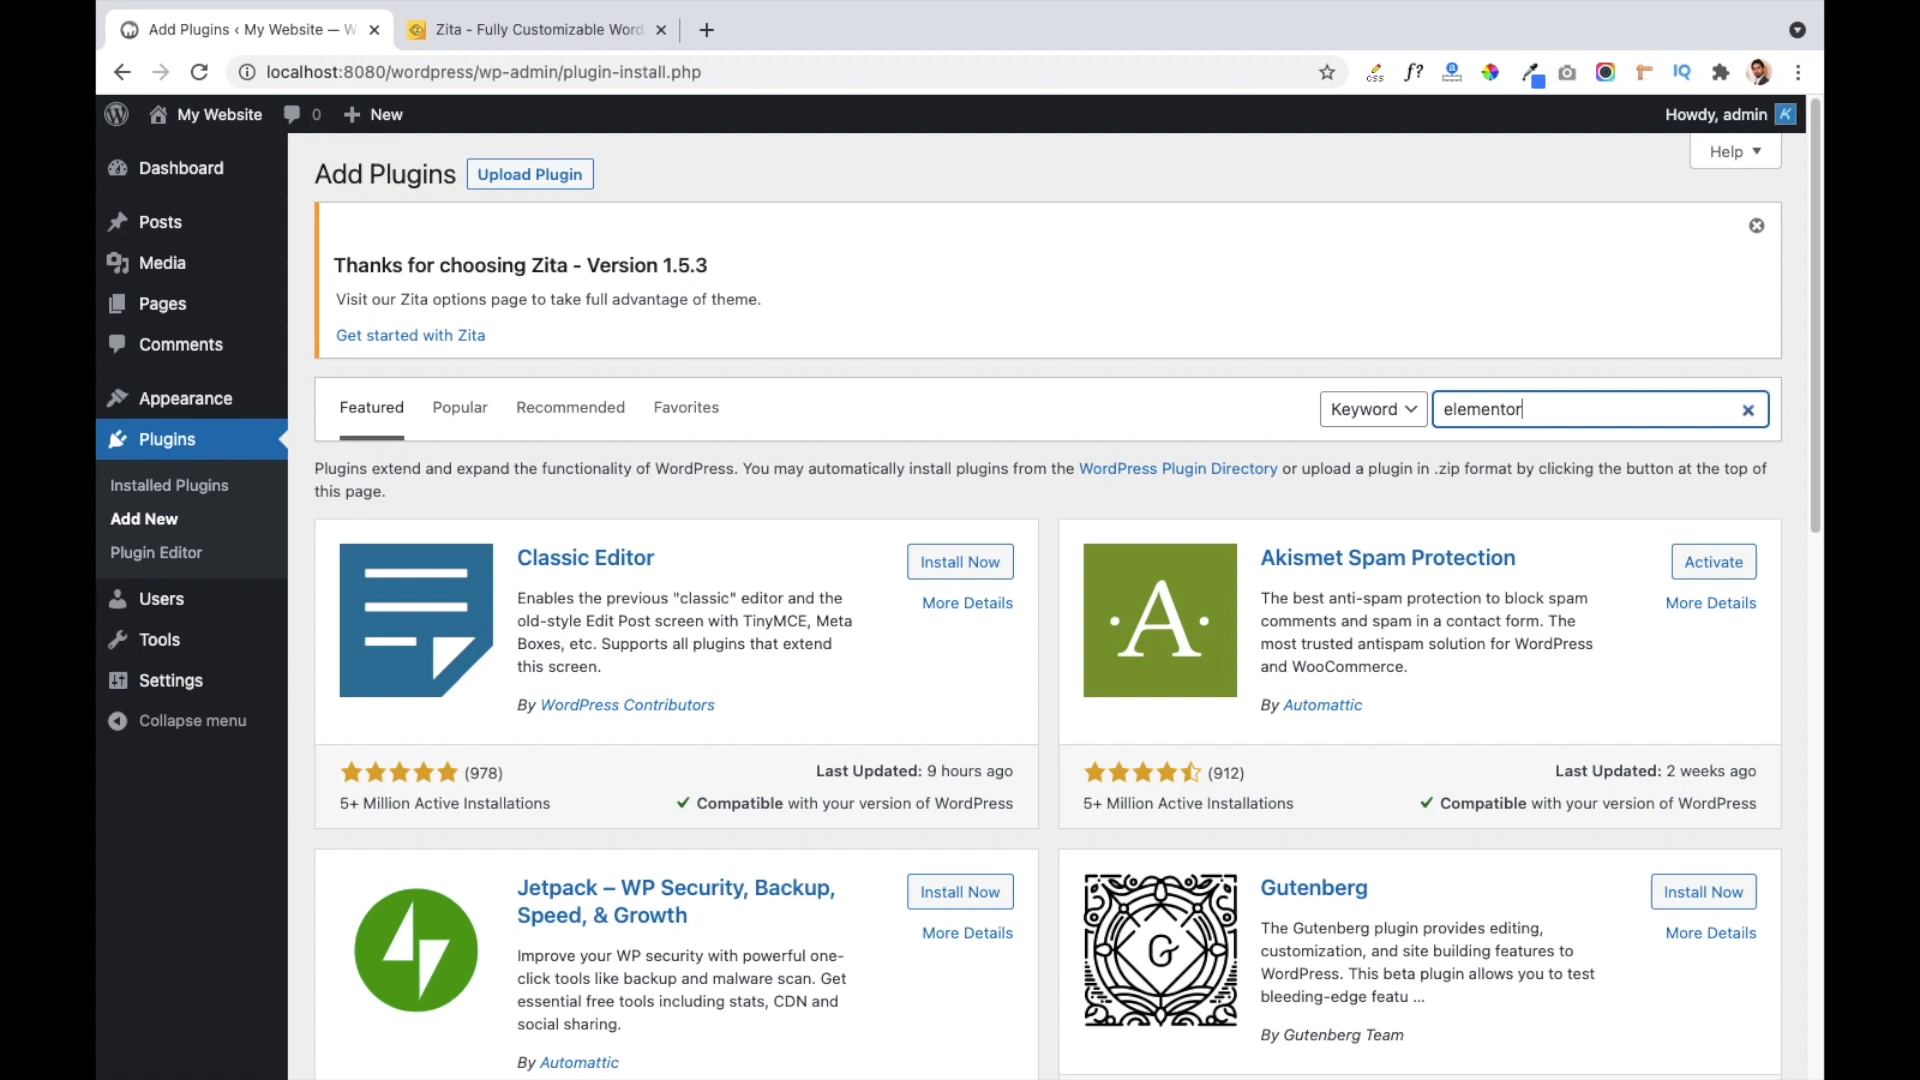 Add Plugins ‹ My Website — W
Zita - Fully Customizable Word
localhost:8080/wordpress/wp-admin/plugin-install.php
css
f?
IQ
My Website
0
New
Howdy, admin
K
Dashboard
Posts
Media
Pages
Comments
Appearance
Plugins
Installed Plugins
Add New
Plugin Editor
Users
Tools
Settings
Collapse menu
Help
Add Plugins
Upload Plugin
Thanks for choosing Zita - Version 1.5.3
Visit our Zita options page to take full advantage of theme.
Get started with Zita
Featured Popular Recommended Favorites
Keyword elementor
Plugins extend and expand the functionality of WordPress. You may automatically install plugins from the WordPress Plugin Directory or upload a plugin in .zip format by clicking the button at the top of
this page.
Classic Editor
Install Now
More Details
Enables the previous "classic" editor and the
old-style Edit Post screen with TinyMCE, Meta
Boxes, etc. Supports all plugins that extend
this screen.
By WordPress Contributors
(978)
Last Updated: 9 hours ago
5+ Million Active Installations
Compatible with your version of WordPress
A
Akismet Spam Protection
Activate
More Details
The best anti-spam protection to block spam
comments and spam in a contact form. The
most trusted antispam solution for WordPress
and WooCommerce.
By Automattic
(912)
Last Updated: 2 weeks ago
5+ Million Active Installations
Compatible with your version of WordPress
Jetpack – WP Security, Backup,
Speed, & Growth
Install Now
More Details
Improve your WP security with powerful one-
click tools like backup and malware scan. Get
essential free tools including stats, CDN and
social sharing.
By Automattic
G
Gutenberg
Install Now
More Details
The Gutenberg plugin provides editing,
customization, and site building features to
WordPress. This beta plugin allows you to test
bleeding-edge featu ...
By Gutenberg Team